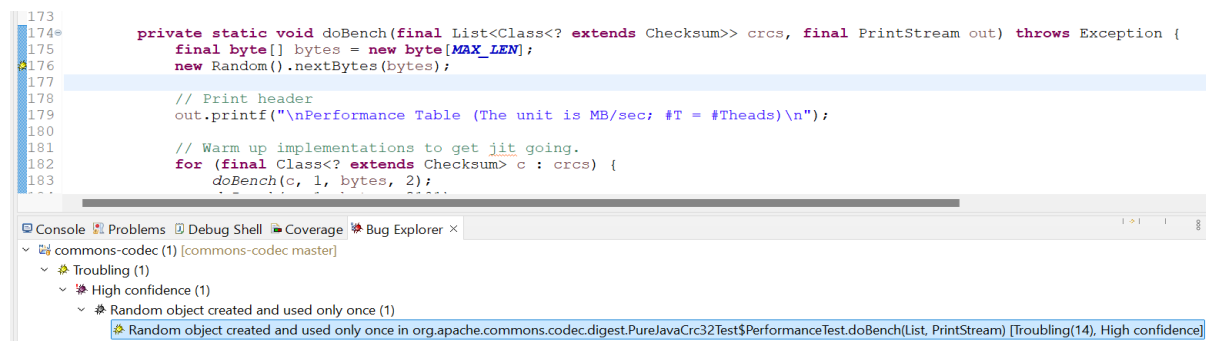 173
174 private static void doBench(final List<Class<? extends Checksum>> crcs, final PrintStream out) throws Exception {
175 final byte[] bytes = new byte[MAX_LEN];
176 new Random().nextBytes(bytes);
177
178 // Print header
179 out.printf("\nPerformance Table (The unit is MB/sec; #T = #Theads)\n");
180
181 // Warm up implementations to get jit going.
182 for (final Class<? extends Checksum> c : crcs) {
183 doBench(c, 1, bytes, 2);
Console Problems Debug Shell Coverage Bug Explorer ×
commons-codec (1) [commons-codec master]
Troubling (1)
High confidence (1)
Random object created and used only once (1)
Random object created and used only once in org.apache.commons.codec.digest.PureJavaCrc32Test$PerformanceTest.doBench(List, PrintStream) [Troubling(14), High confidence]